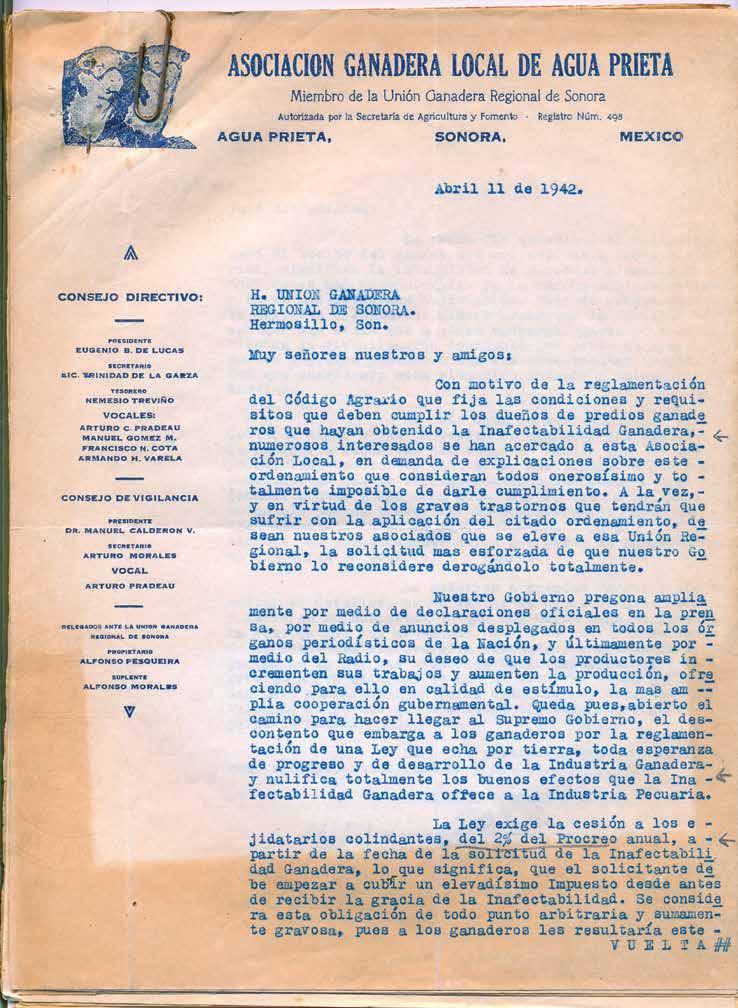 ASOCIACION GANADERA LOCAL DE AGUA PRIETA
Miembro de la Unión Ganadera Regional de Sonora
Autorizada por la Secretaría de Agricultura y Fomento - Registro Núm. 498
AGUA PRIETA, SONORA, MEXICO
Abril 11 de 1942.
CONSEJO DIRECTIVO:
PRESIDENTE
EUGENIO B. DE LUCAS
SECRETARIO
LIC. TRINIDAD DE LA GARZA
TESORERO
NEMESIO TREVIÑO
VOCALES:
ARTURO C. PRADEAU
MANUEL GOMEZ M.
FRANCISCO N. COTA
ARMANDO H. VARELA
CONSEJO DE VIGILANCIA
PRESIDENTE
DR. MANUEL CALDERON V.
SECRETARIO
ARTURO MORALES
VOCAL
ARTURO PRADEAU
DELEGADOS ANTE LA UNION GANADERA
REGIONAL DE SONORA
PROPIETARIO
ALFONSO PESQUEIRA
SUPLENTE
ALFONSO MORALES
H. UNION GANADERA
REGIONAL DE SONORA.
Hermosillo, Son.
Muy señores nuestros y amigos:
Con motivo de la reglamentación
del Código Agrario que fija las condiciones y requi-
sitos que deben cumplir los dueños de predios ganade
ros que hayan obtenido la Inafectabilidad Ganadera,-
numerosos interesados se han acercado a esta Asocia-
ción Local, en demanda de explicaciones sobre este -
ordenamiento que consideran todos onerosísimo y to -
talmente imposible de darle cumplimiento. A la vez,-
y en virtud de los graves trastornos que tendrán que
sufrir con la aplicación del citado ordenamiento, de
sean nuestros asociados que se eleve a esa Unión Re-
gional, la solicitud mas esforzada de que nuestro Go
bierno lo reconsidere derogándolo totalmente.
Nuestro Gobierno pregona amplia
mente por medio de declaraciones oficiales en la pren
sa, por medio de anuncios desplegados en todos los ór
ganos periodísticos de la Nación, y últimamente por -
medio del Radio, su deseo de que los productores in -
crementen sus trabajos y aumenten la producción, ofre
ciendo para ello en calidad de estímulo, la mas am --
plia cooperación gubernamental. Queda pues,abierto el
camino para hacer llegar al Supremo Gobierno, el des-
contento que embarga a los ganaderos por la reglamen-
tación de una Ley que echa por tierra, toda esperanza
de progreso y de desarrollo de la Industria Ganadera-
y nulifica totalmente los buenos efectos que la Ina -
fectabilidad Ganadera offece a la Industria Pecuaria.
La Ley exige la cesión a los e -
jidatarios colindantes, del 2% del Procreo anual, a -
partir de la fecha de la solicitud de la Inafectabili
dad Ganadera, lo que significa, que el solicitante de
be empezar a cubir un elevadísimo Impuesto desde antes
de recibir la gracia de la Inafectabilidad. Se conside
ra esta obligación de todo punto arbitraria y sumamen-
te gravosa, pues a los ganaderos les resultaría este -
V U E L T A ##